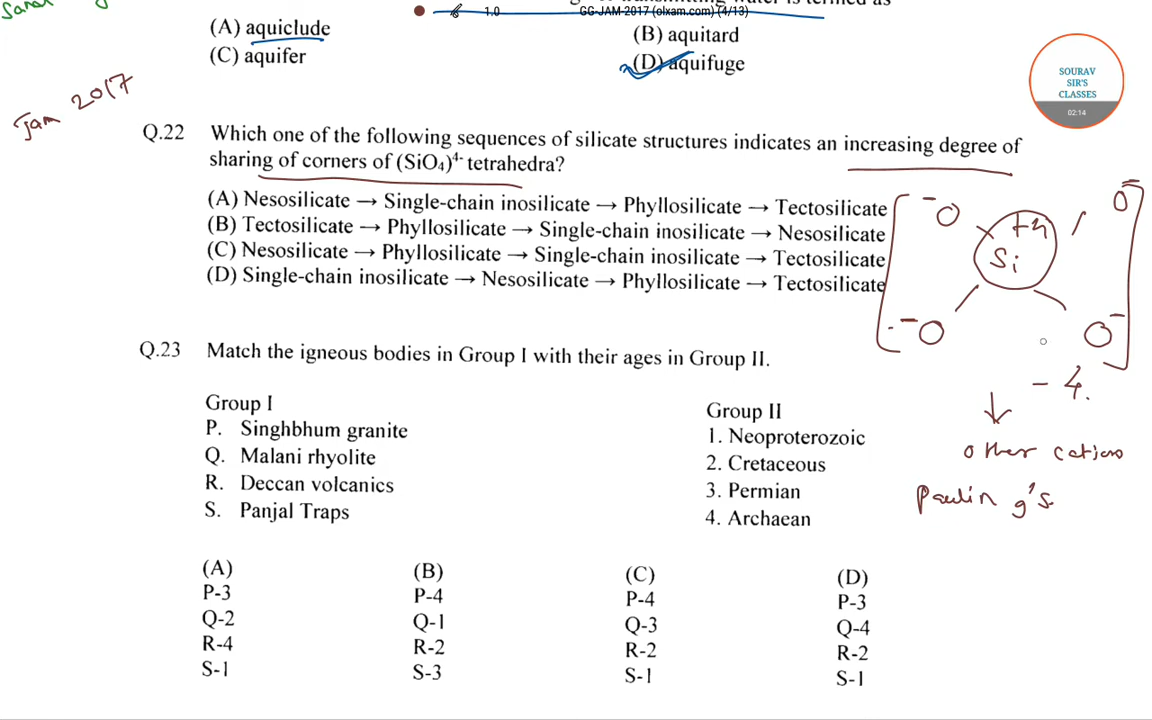 GG-JAM-2017 (olxam.com) (4/13)
1.0
(A) aquiclude
(B) aquitard
(C) aquifer
(D) aquifuge
SOURAV
SIR'S
CLASSES
02:14
Jam 2017
Q.22 Which one of the following sequences of silicate structures indicates an increasing degree of
sharing of corners of (SiO₄)⁴⁻ tetrahedra?
(A) Nesosilicate → Single-chain inosilicate → Phyllosilicate → Tectosilicate
(B) Tectosilicate → Phyllosilicate → Single-chain inosilicate → Nesosilicate
(C) Nesosilicate → Phyllosilicate → Single-chain inosilicate → Tectosilicate
(D) Single-chain inosilicate → Nesosilicate → Phyllosilicate → Tectosilicate
⁻O O⁻
+4
Si
⁻O O⁻
- 4.
other cations
Pauling's
Q.23 Match the igneous bodies in Group I with their ages in Group II.
Group I
P. Singhbhum granite
Q. Malani rhyolite
R. Deccan volcanics
S. Panjal Traps
Group II
1. Neoproterozoic
2. Cretaceous
3. Permian
4. Archaean
(A)
P-3
Q-2
R-4
S-1
(B)
P-4
Q-1
R-2
S-3
(C)
P-4
Q-3
R-2
S-1
(D)
P-3
Q-4
R-2
S-1